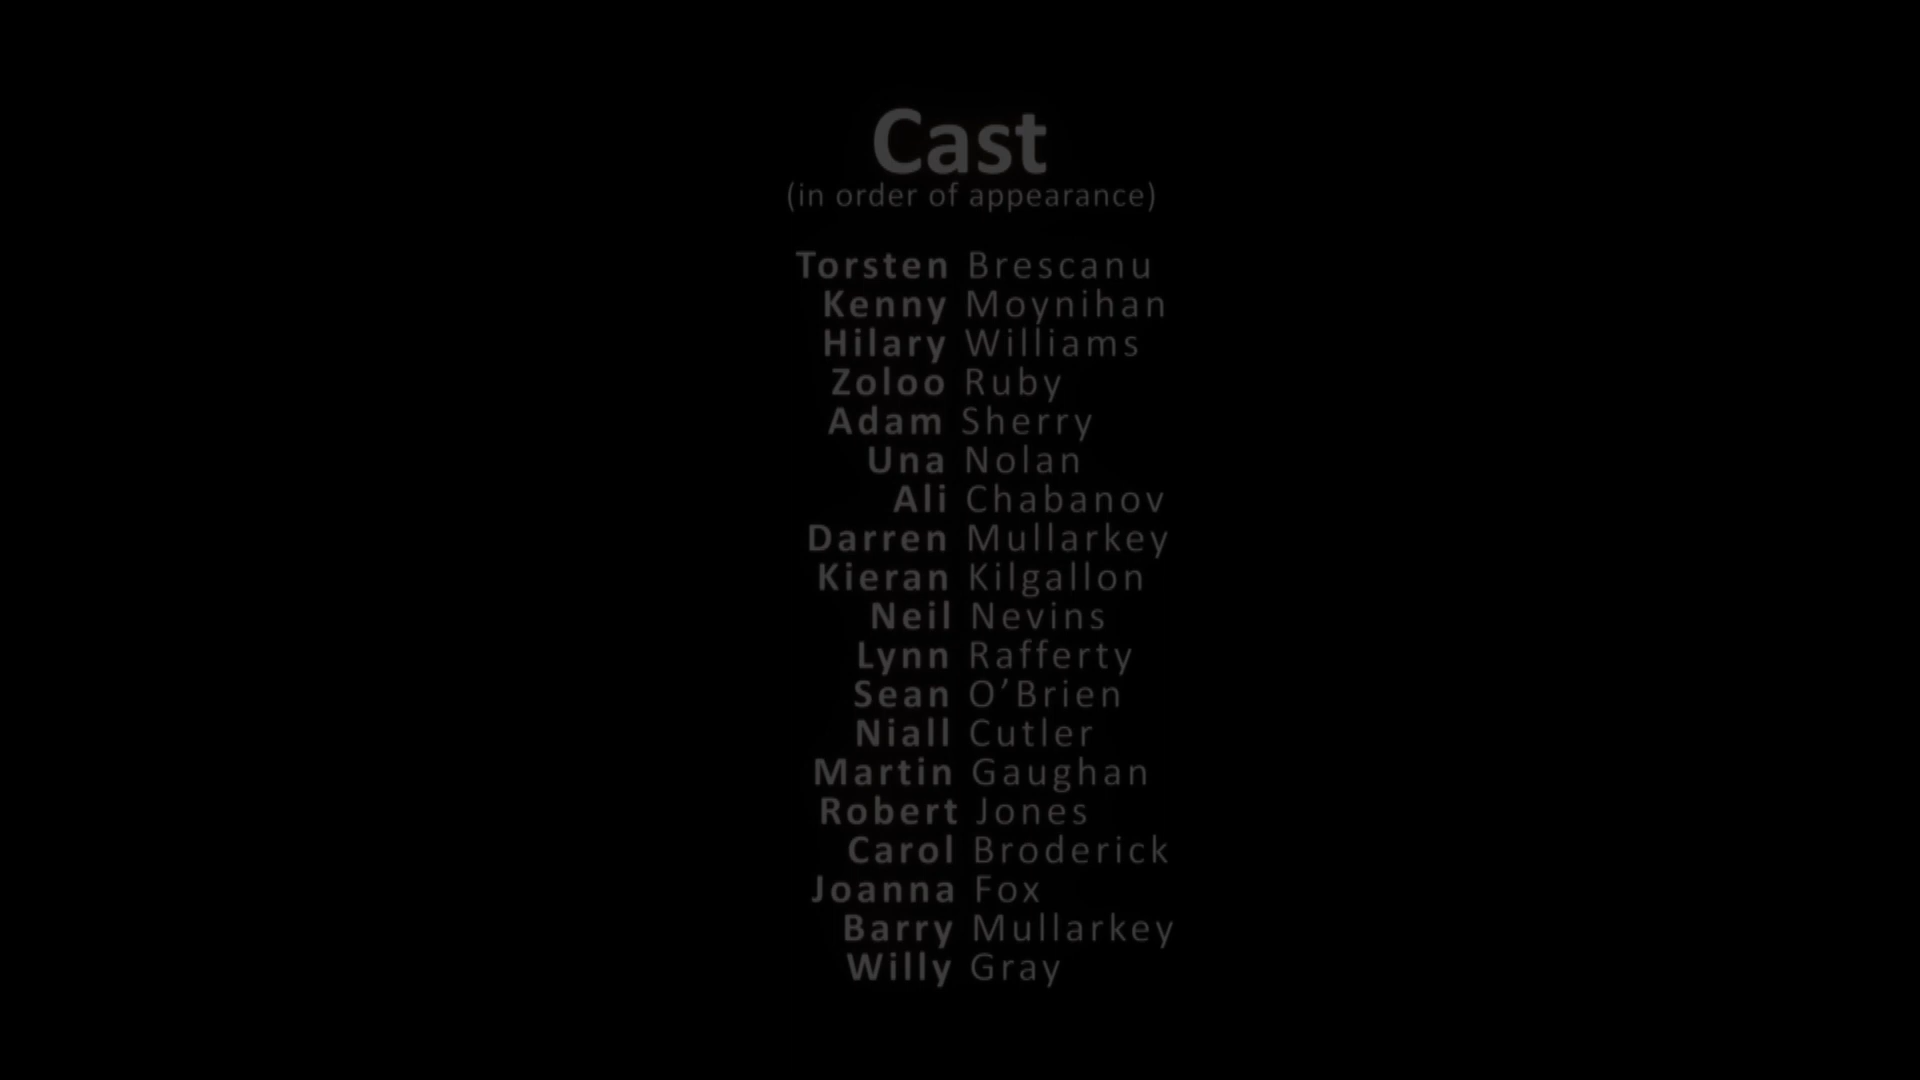 Cast
(in order of appearance)
Torsten Brescanu
Kenny Moynihan
Hilary Williams
Zoloo Ruby
Adam Sherry
Una Nolan
Ali Chabanov
Darren Mullarkey
Kieran Kilgallon
Neil Nevins
Lynn Rafferty
Sean O’Brien
Niall Cutler
Martin Gaughan
Robert Jones
Carol Broderick
Joanna Fox
Barry Mullarkey
Willy Gray